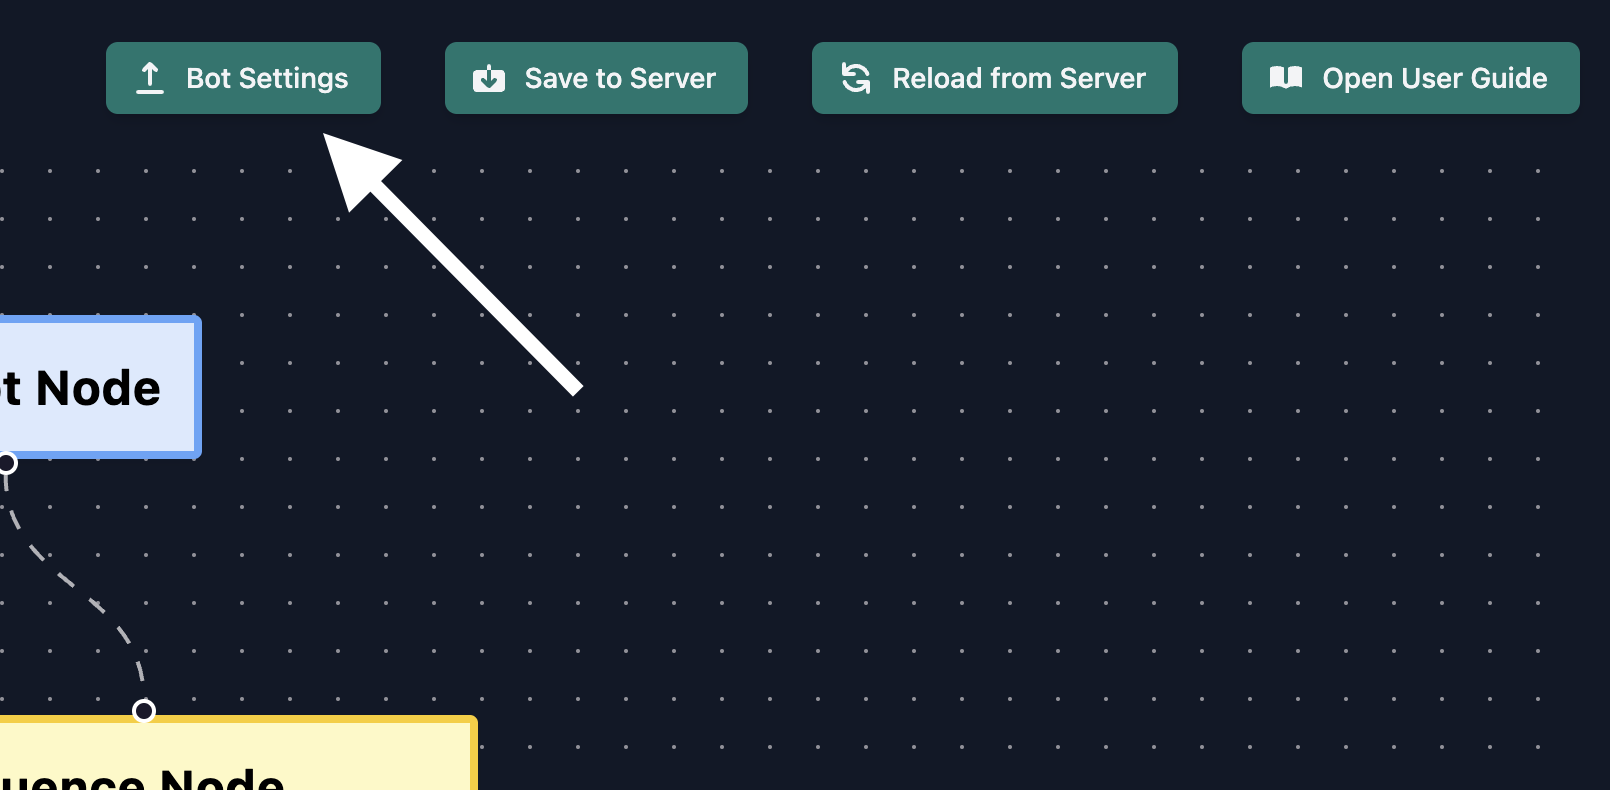 Bot Settings
Save to Server
Reload from Server
Open User Guide
t Node
uence Node